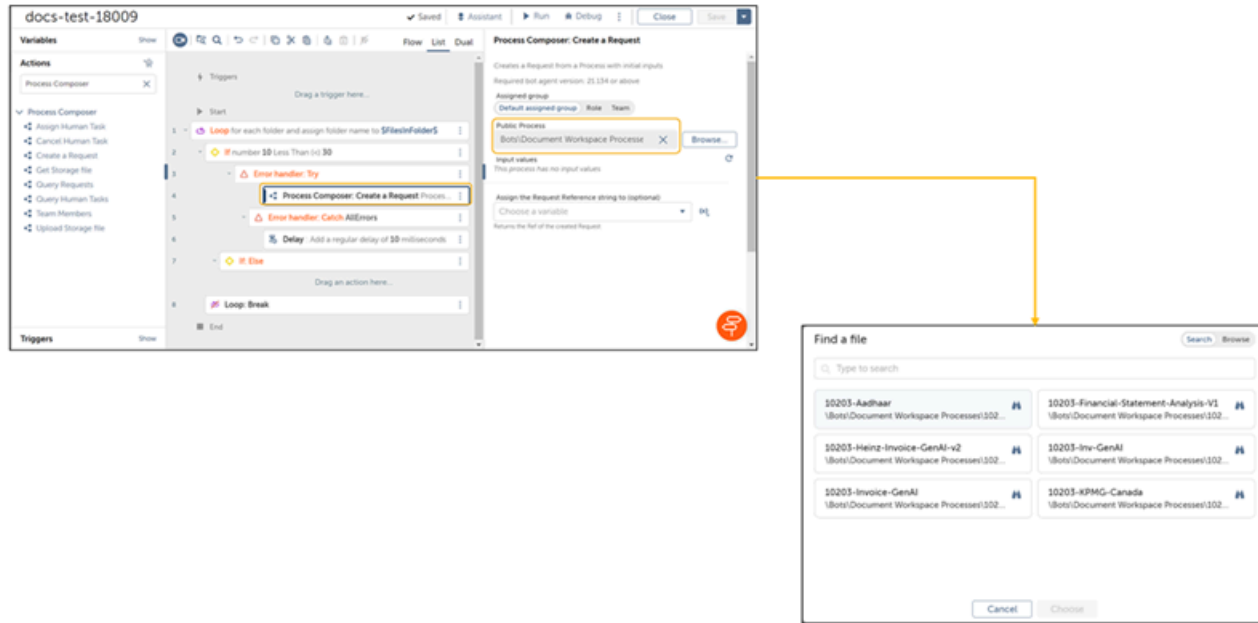 docs-test-18009
Saved Assistant Run Debug Close Save
Variables Show
Actions
Process Composer
Process Composer
Assign Human Task
Cancel Human Task
Create a Request
Get Storage file
Query Requests
Query Human Tasks
Team Members
Upload Storage file
Triggers Show
Flow List Dual
Triggers
Drag a trigger here...
Start
1 Loop for each folder and assign folder name to $FilesInFolder$
2 If number 10 Less Than (<) 30
3 Error handler: Try
4 Process Composer: Create a Request Proces...
5 Error handler: Catch AllErrors
6 Delay Add a regular delay of 10 milliseconds
7 If: Else
Drag an action here...
8 Loop: Break
End
Process Composer: Create a Request
Creates a Request from a Process with initial inputs
Required bot agent version: 21.134 or above
Assigned group
Default assigned group Role Team
Public Process
Bots\Document Workspace Processe Browse...
Input values
This process has no input values
Assign the Request Reference string to (optional)
Choose a variable
Returns the Ref of the created Request
Find a file Search Browse
Type to search
10203-Aadhaar
\Bots\Document Workspace Processes\102...
10203-Financial-Statement-Analysis-V1
\Bots\Document Workspace Processes\102...
10203-Heinz-Invoice-GenAI-v2
\Bots\Document Workspace Processes\102...
10203-Inv-GenAI
\Bots\Document Workspace Processes\102...
10203-Invoice-GenAI
\Bots\Document Workspace Processes\102...
10203-KPMG-Canada
\Bots\Document Workspace Processes\102...
Cancel Choose